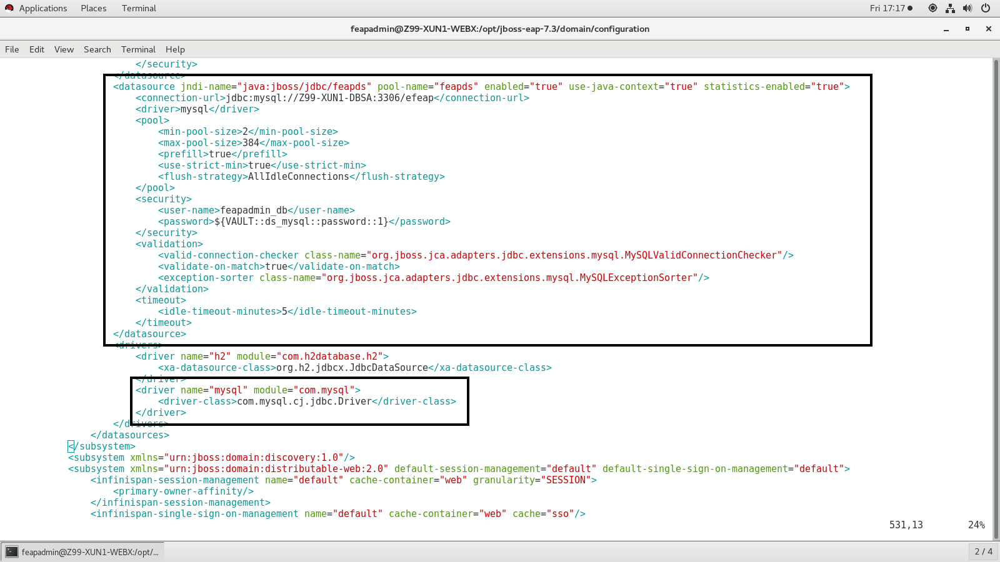 Applications Places Terminal Fri 17:17
feapadmin@Z99-XUN1-WEBX:/opt/jboss-eap-7.3/domain/configuration
File Edit View Search Terminal Help
</security>
</datasource>
<datasource jndi-name="java:jboss/jdbc/feapds" pool-name="feapds" enabled="true" use-java-context="true" statistics-enabled="true">
<connection-url>jdbc:mysql://Z99-XUN1-DBSA:3306/efeap</connection-url>
<driver>mysql</driver>
<pool>
<min-pool-size>2</min-pool-size>
<max-pool-size>384</max-pool-size>
<prefill>true</prefill>
<use-strict-min>true</use-strict-min>
<flush-strategy>AllIdleConnections</flush-strategy>
</pool>
<security>
<user-name>feapadmin_db</user-name>
<password>${VAULT::ds_mysql::password::1}</password>
</security>
<validation>
<valid-connection-checker class-name="org.jboss.jca.adapters.jdbc.extensions.mysql.MySQLValidConnectionChecker"/>
<validate-on-match>true</validate-on-match>
<exception-sorter class-name="org.jboss.jca.adapters.jdbc.extensions.mysql.MySQLExceptionSorter"/>
</validation>
<timeout>
<idle-timeout-minutes>5</idle-timeout-minutes>
</timeout>
</datasource>
<drivers>
<driver name="h2" module="com.h2database.h2">
<xa-datasource-class>org.h2.jdbcx.JdbcDataSource</xa-datasource-class>
</driver>
<driver name="mysql" module="com.mysql">
<driver-class>com.mysql.cj.jdbc.Driver</driver-class>
</driver>
</drivers>
</datasources>
</subsystem>
<subsystem xmlns="urn:jboss:domain:discovery:1.0"/>
<subsystem xmlns="urn:jboss:domain:distributable-web:2.0" default-session-management="default" default-single-sign-on-management="default">
<infinispan-session-management name="default" cache-container="web" granularity="SESSION">
<primary-owner-affinity/>
</infinispan-session-management>
<infinispan-single-sign-on-management name="default" cache-container="web" cache="sso"/>
531,13 24%
feapadmin@Z99-XUN1-WEBX:/opt/... 2 / 4